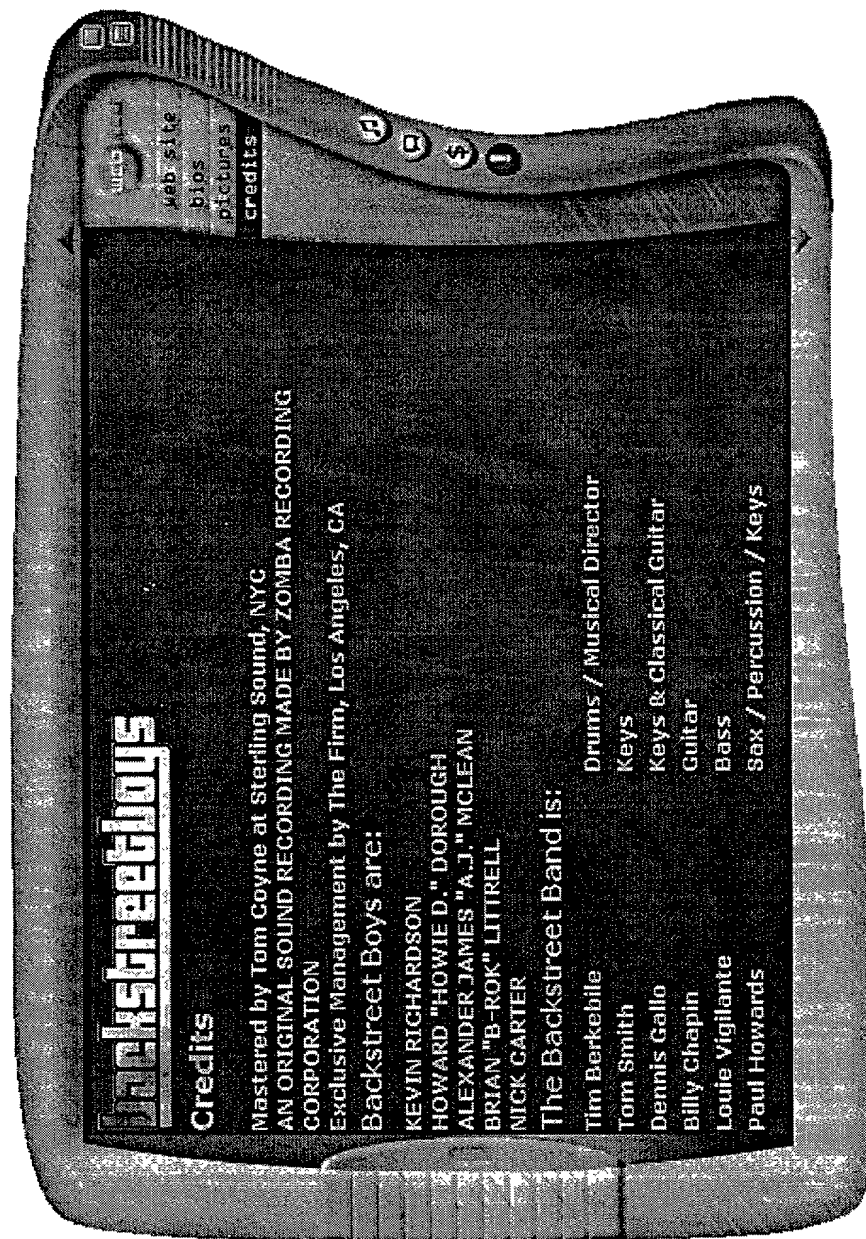 backstreetboys
Credits
Mastered by Tom Coyne at Sterling Sound, NYC
AN ORIGINAL SOUND RECORDING MADE BY ZOMBA RECORDING
CORPORATION
Exclusive Management by The Firm, Los Angeles, CA
Backstreet Boys are:
KEVIN RICHARDSON
HOWARD "HOWIE D." DOROUGH
ALEXANDER JAMES "A.J." MCLEAN
BRIAN "B-ROK" LITTRELL
NICK CARTER
The Backstreet Band is:
Tim Berkebile Drums / Musical Director
Tom Smith Keys
Dennis Gallo Keys & Classical Guitar
Billy Chapin Guitar
Louie Vigilante Bass
Paul Howards Sax / Percussion / Keys
web site
bios
pictures
credits
$